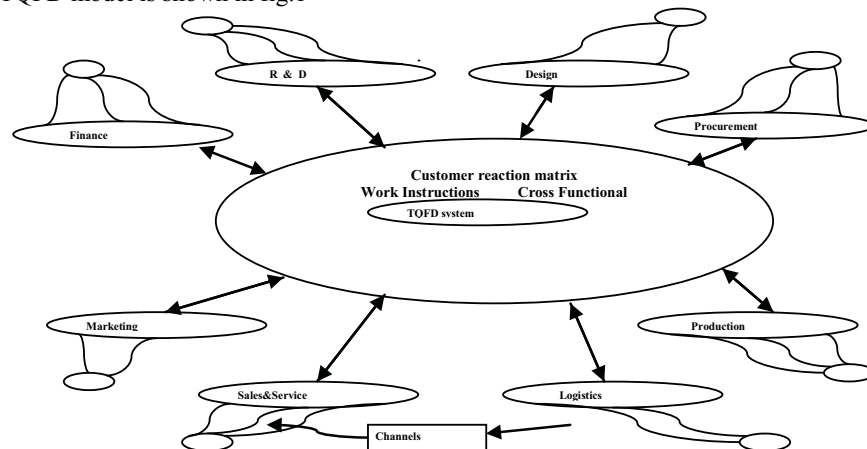 TQFD model is shown in fig.1
R & D
Design
Finance
Procurement
Customer reaction matrix
Work Instructions Cross Functional
TQFD system
Marketing
Production
Sales&Service
Logistics
Channels